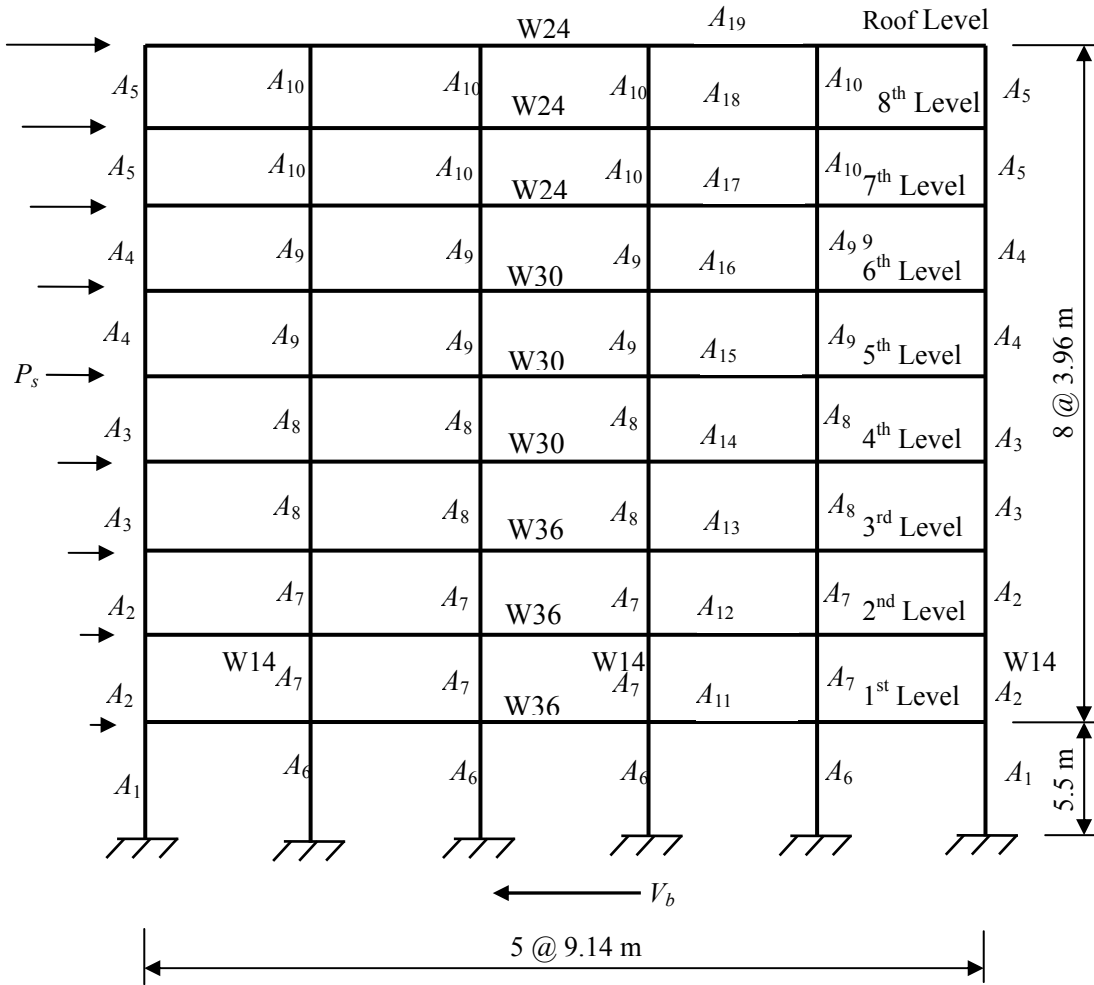 W24 A19 Roof Level
A5 A10 A10 A10 A18 A10 8th Level A5
W24
A5 A10 A10 A10 A17 A10 7th Level A5
W24
A4 A9 A9 A9 A16 A9 9 6th Level A4
W30
A4 A9 A9 A9 A15 A9 5th Level A4
W30
Ps
A3 A8 A8 A8 A14 A8 4th Level A3
W30
A3 A8 A8 A8 A13 A8 3rd Level A3
W36
A2 A7 A7 A7 A12 A7 2nd Level A2
W36
W14 W14 W14
A2 A7 A7 A7 A11 A7 1st Level A2
W36
A1 A6 A6 A6 A6 A1
8 @ 3.96 m
5.5 m
Vb
5 @ 9.14 m